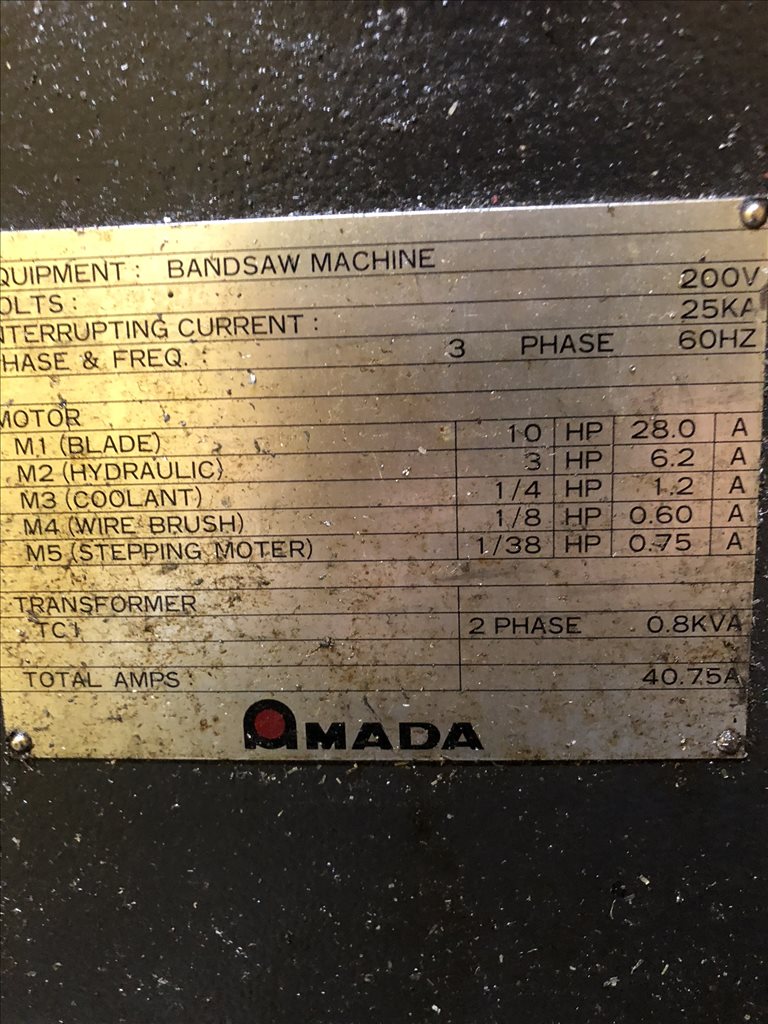 QUIPMENT: BANDSAW MACHINE
OLTS: 200V
NTERRUPTING CURRENT: 25KA
HASE & FREQ. : 3 PHASE 60HZ
MOTOR
M1 (BLADE) 10 HP 28.0 A
M2 (HYDRAULIC) 3 HP 6.2 A
M3 (COOLANT) 1/4 HP 1.2 A
M4 (WIRE BRUSH) 1/8 HP 0.60 A
M5 (STEPPING MOTER) 1/38 HP 0.75 A
TRANSFORMER
TC1 2 PHASE 0.8KVA
TOTAL AMPS: 40.75A
AMADA